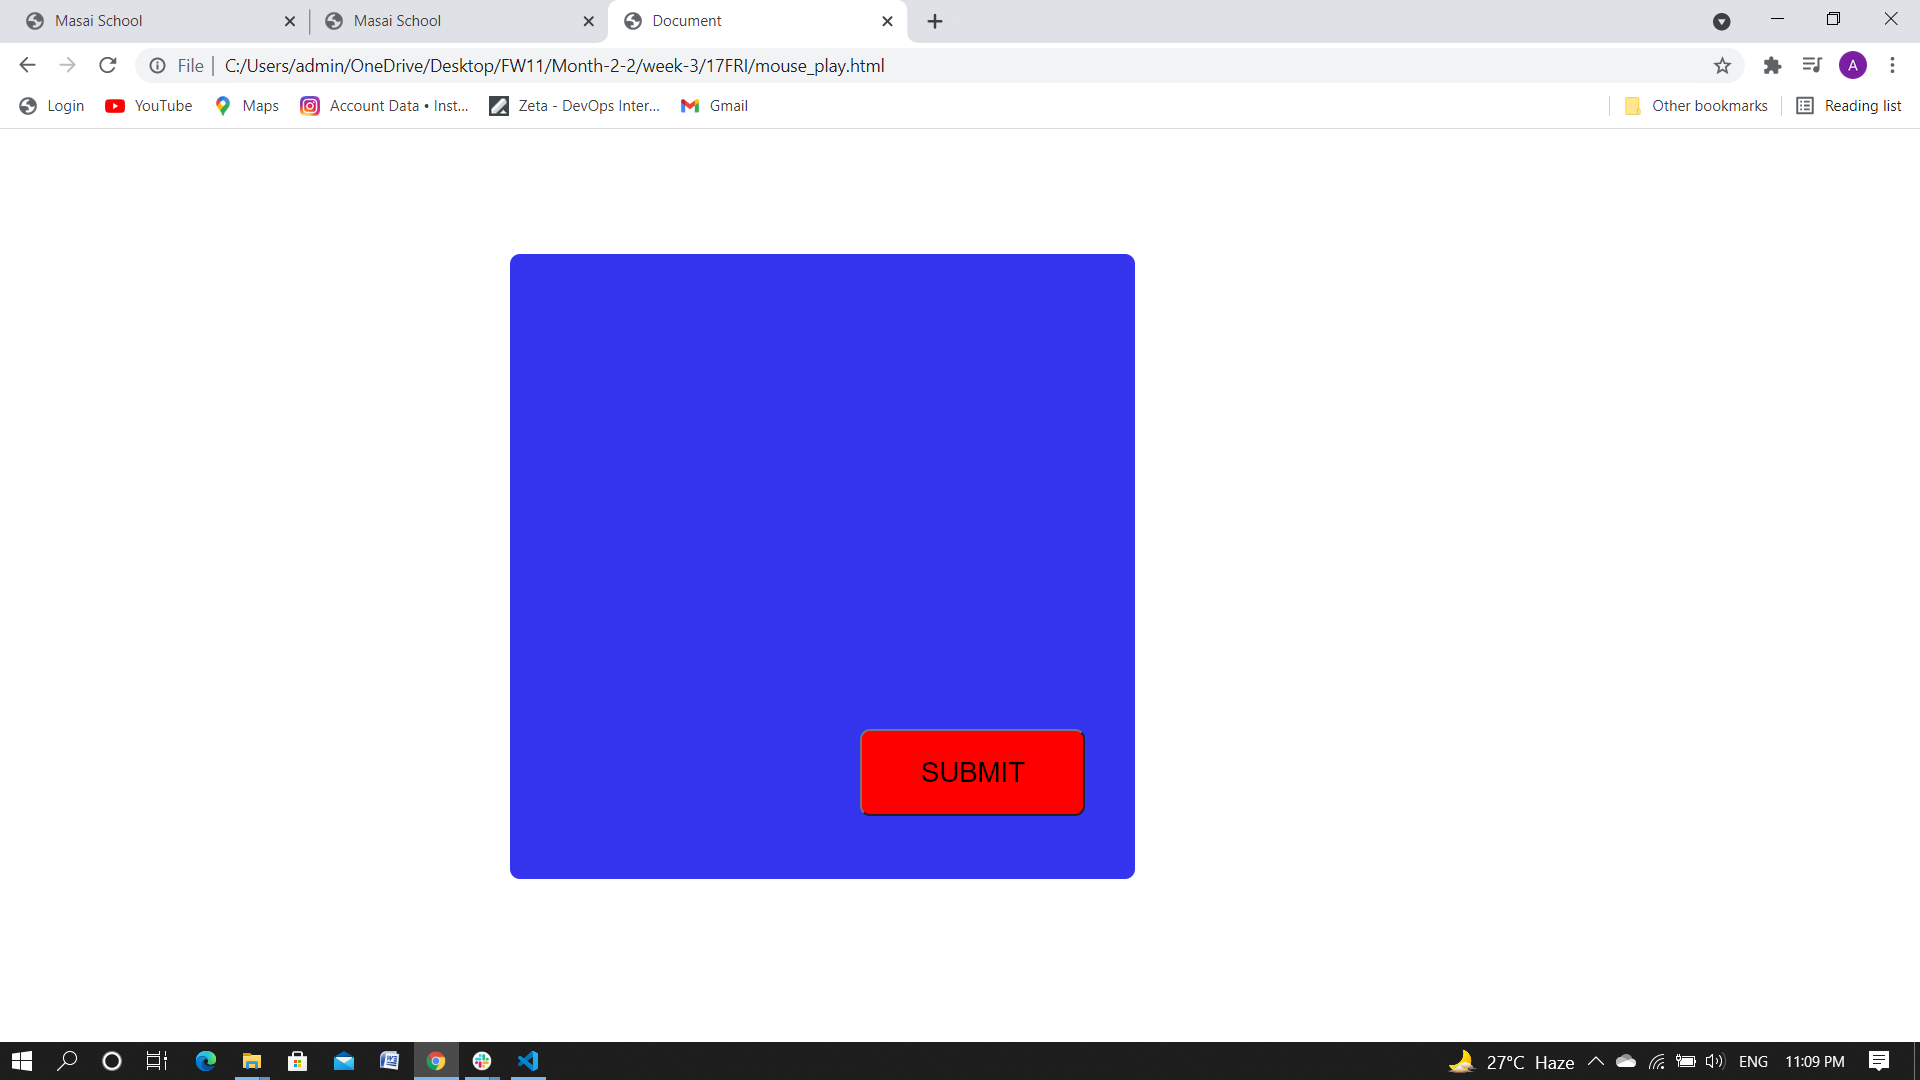 Masai School
Masai School
Document
File | C:/Users/admin/OneDrive/Desktop/FW11/Month-2-2/week-3/17FRI/mouse_play.html
A
Login
YouTube
Maps
Account Data • Inst...
Zeta - DevOps Inter...
Gmail
Other bookmarks
Reading list
SUBMIT
27°C Haze
ENG
11:09 PM